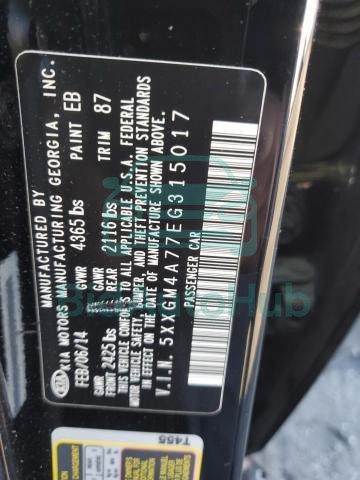 MANUFACTURED BY
KIA MOTORS MANUFACTURING GEORGIA, INC.
FEB/06/14 GVWR 4365 lbs PAINT EB
GAWR FRONT 2425 lbs GAWR REAR 2116 lbs TRIM 87
THIS VEHICLE CONFORMS TO ALL APPLICABLE U.S.A. FEDERAL
MOTOR VEHICLE SAFETY, BUMPER, AND THEFT PREVENTION STANDARDS
IN EFFECT ON THE DATE OF MANUFACTURE SHOWN ABOVE.
V.I.N. 5XXGM4A77EG315017
PASSENGER CAR
T455